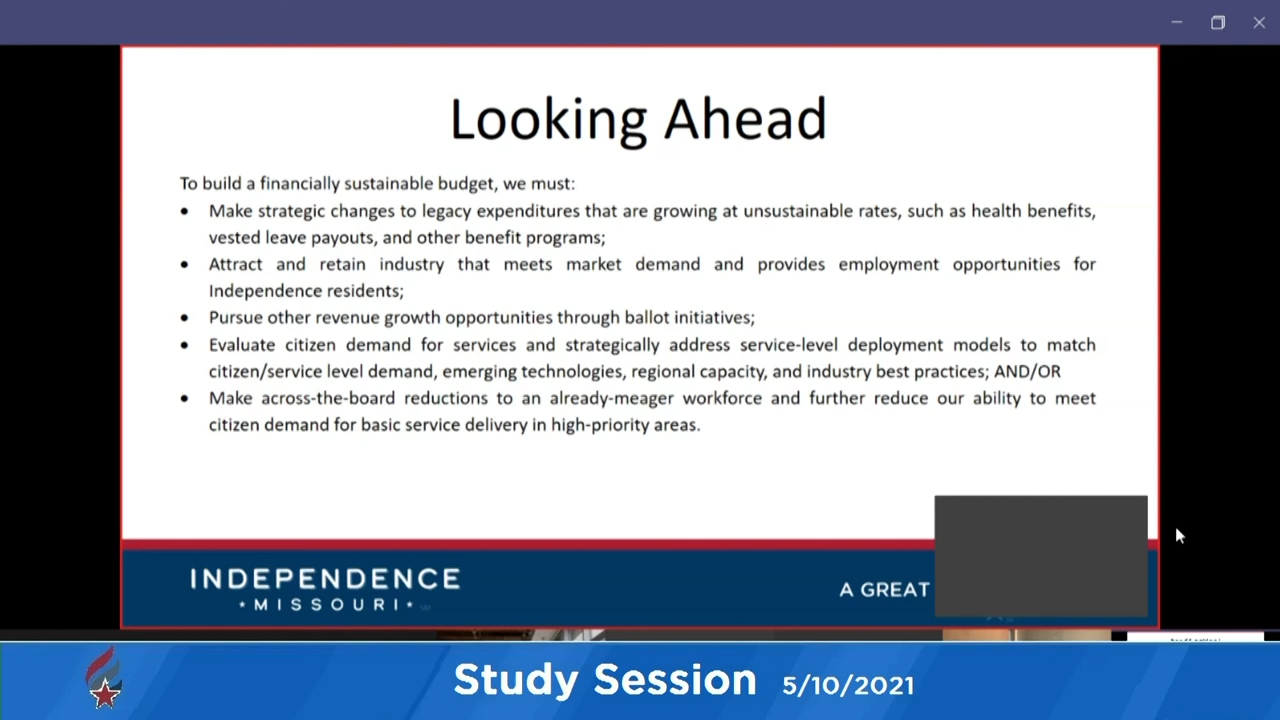 Looking Ahead
To build a financially sustainable budget, we must:
• Make strategic changes to legacy expenditures that are growing at unsustainable rates, such as health benefits,
vested leave payouts, and other benefit programs;
• Attract and retain industry that meets market demand and provides employment opportunities for
Independence residents;
• Pursue other revenue growth opportunities through ballot initiatives;
• Evaluate citizen demand for services and strategically address service-level deployment models to match
citizen/service level demand, emerging technologies, regional capacity, and industry best practices; AND/OR
• Make across-the-board reductions to an already-meager workforce and further reduce our ability to meet
citizen demand for basic service delivery in high-priority areas.
INDEPENDENCE
★ MISSOURI ★
A GREAT
Study Session 5/10/2021